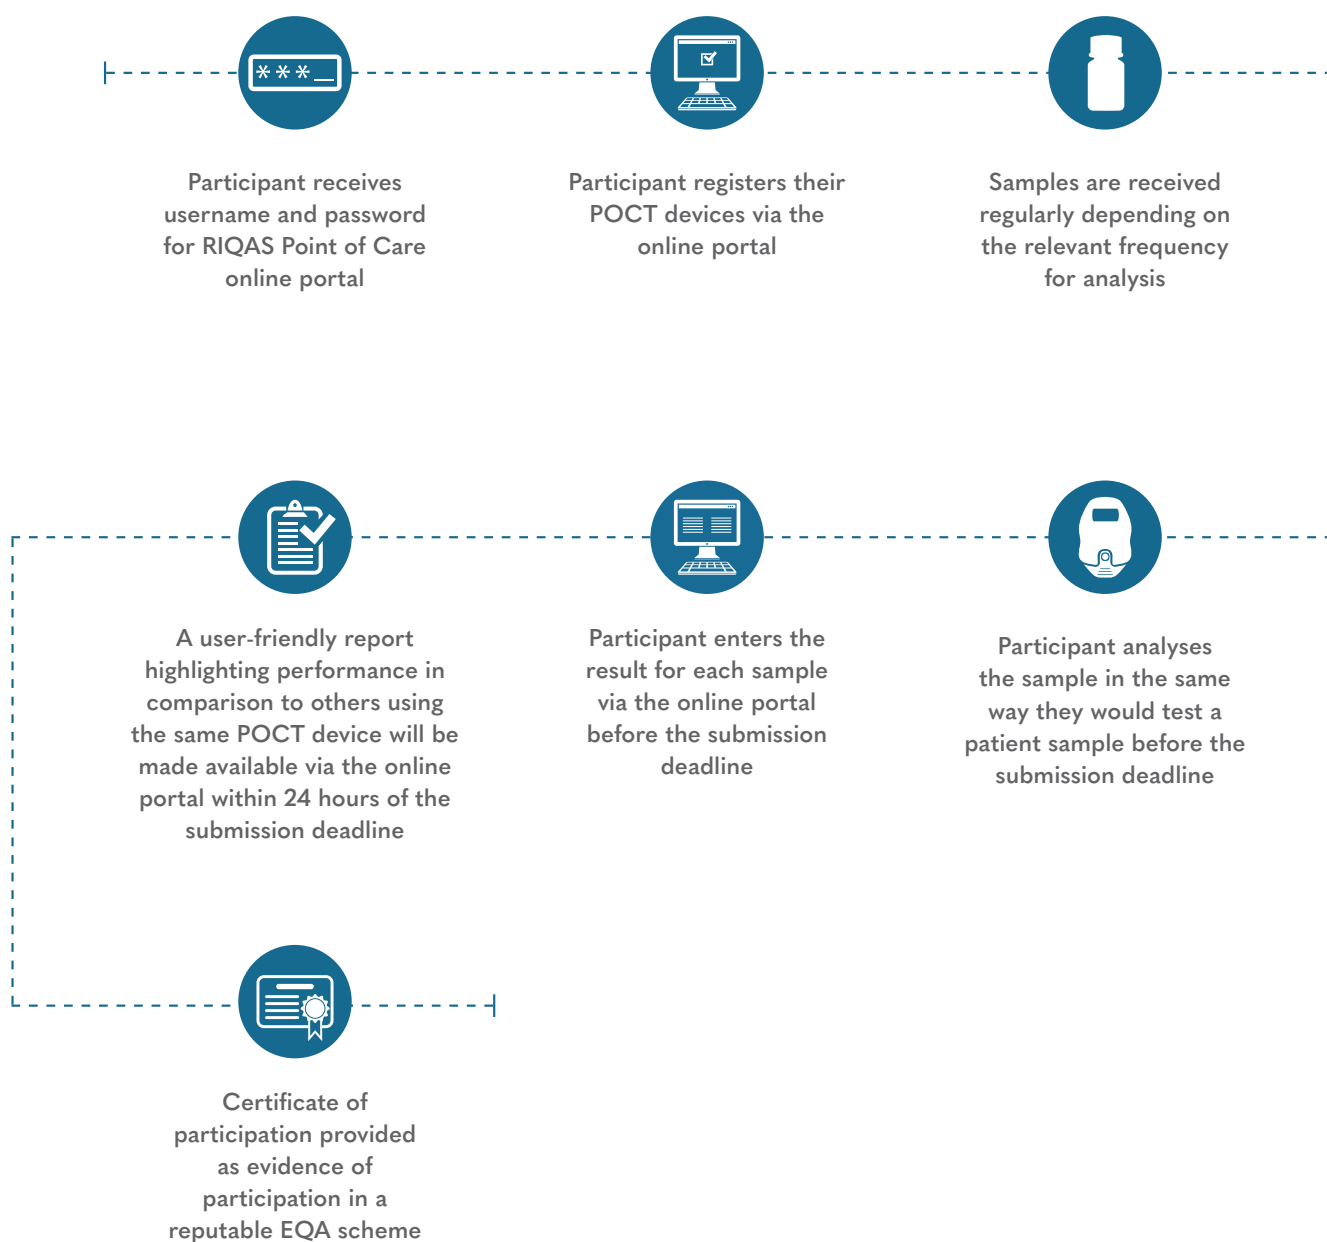 ***_
Participant receives
username and password
for RIQAS Point of Care
online portal
Participant registers their
POCT devices via the
online portal
Samples are received
regularly depending on
the relevant frequency
for analysis
A user-friendly report
highlighting performance in
comparison to others using
the same POCT device will be
made available via the online
portal within 24 hours of the
submission deadline
Participant enters the
result for each sample
via the online portal
before the submission
deadline
Participant analyses
the sample in the same
way they would test a
patient sample before the
submission deadline
Certificate of
participation provided
as evidence of
participation in a
reputable EQA scheme